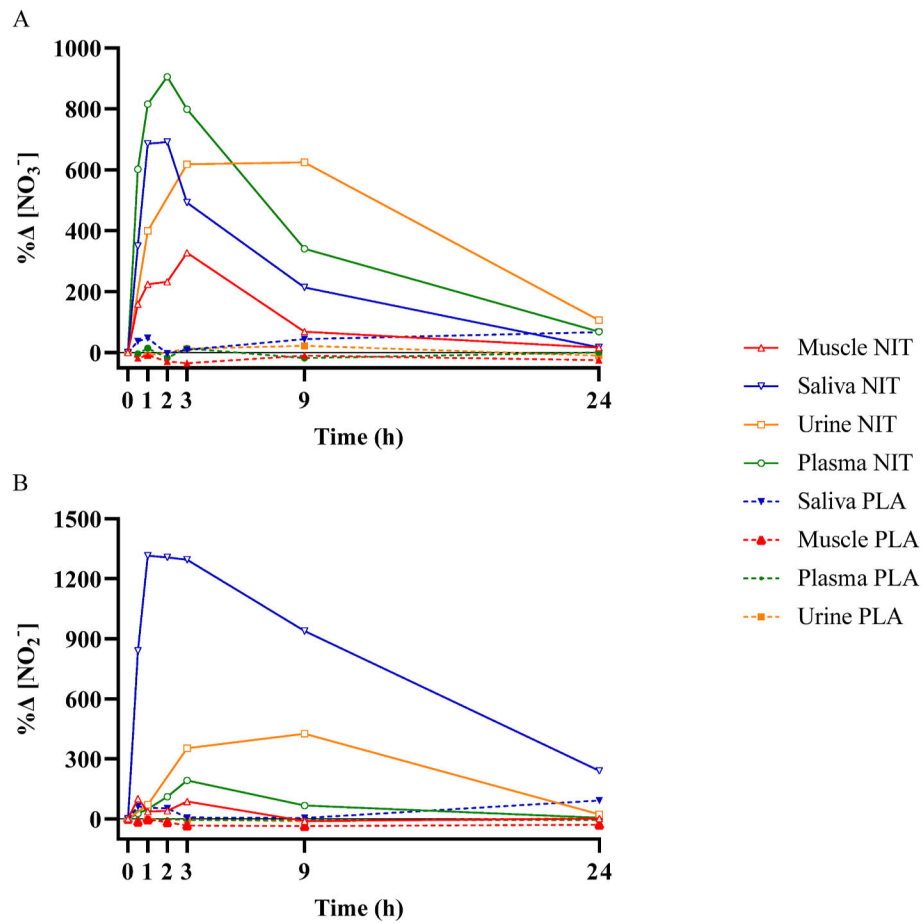 A
%Δ [NO₃⁻]
1000
800
600
400
200
0
0 1 2 3 9 24
Time (h)
B
%Δ [NO₂⁻]
1500
1200
900
600
300
0
0 1 2 3 9 24
Time (h)
Muscle NIT
Saliva NIT
Urine NIT
Plasma NIT
Saliva PLA
Muscle PLA
Plasma PLA
Urine PLA